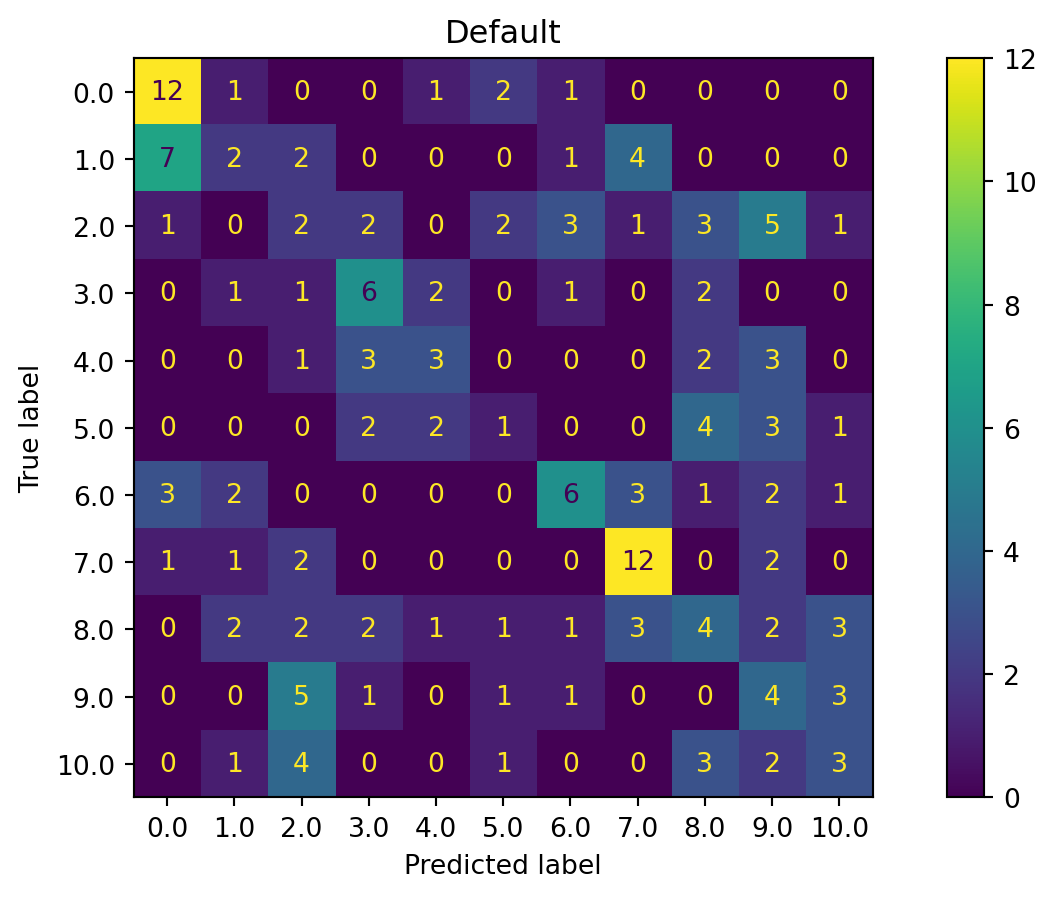 Default
0.0 12 1 0 0 1 2 1 0 0 0 0
1.0 7 2 2 0 0 0 1 4 0 0 0
2.0 1 0 2 2 0 2 3 1 3 5 1
3.0 0 1 1 6 2 0 1 0 2 0 0
4.0 0 0 1 3 3 0 0 0 2 3 0
5.0 0 0 0 2 2 1 0 0 4 3 1
6.0 3 2 0 0 0 0 6 3 1 2 1
7.0 1 1 2 0 0 0 0 12 0 2 0
8.0 0 2 2 2 1 1 1 3 4 2 3
9.0 0 0 5 1 0 1 1 0 0 4 3
10.0 0 1 4 0 0 1 0 0 3 2 3
0.0 1.0 2.0 3.0 4.0 5.0 6.0 7.0 8.0 9.0 10.0
Predicted label
True label
12
10
8
6
4
2
0